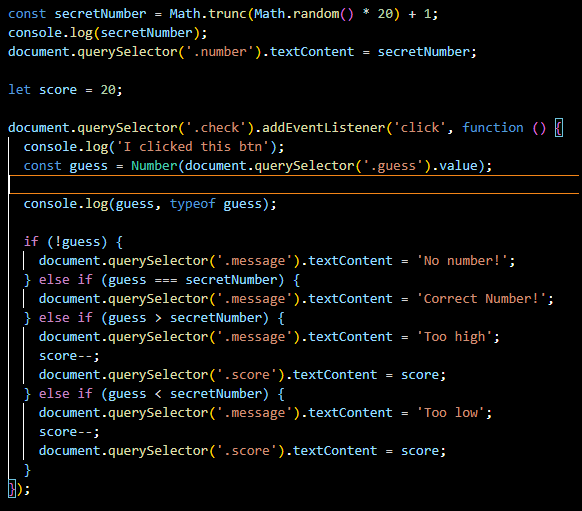 const secretNumber = Math.trunc(Math.random() * 20) + 1;
console.log(secretNumber);
document.querySelector('.number').textContent = secretNumber;

let score = 20;

document.querySelector('.check').addEventListener('click', function () {
  console.log('I clicked this btn');
  const guess = Number(document.querySelector('.guess').value);

  console.log(guess, typeof guess);

  if (!guess) {
    document.querySelector('.message').textContent = 'No number!';
  } else if (guess === secretNumber) {
    document.querySelector('.message').textContent = 'Correct Number!';
  } else if (guess > secretNumber) {
    document.querySelector('.message').textContent = 'Too high';
    score--;
    document.querySelector('.score').textContent = score;
  } else if (guess < secretNumber) {
    document.querySelector('.message').textContent = 'Too low';
    score--;
    document.querySelector('.score').textContent = score;
  }
});